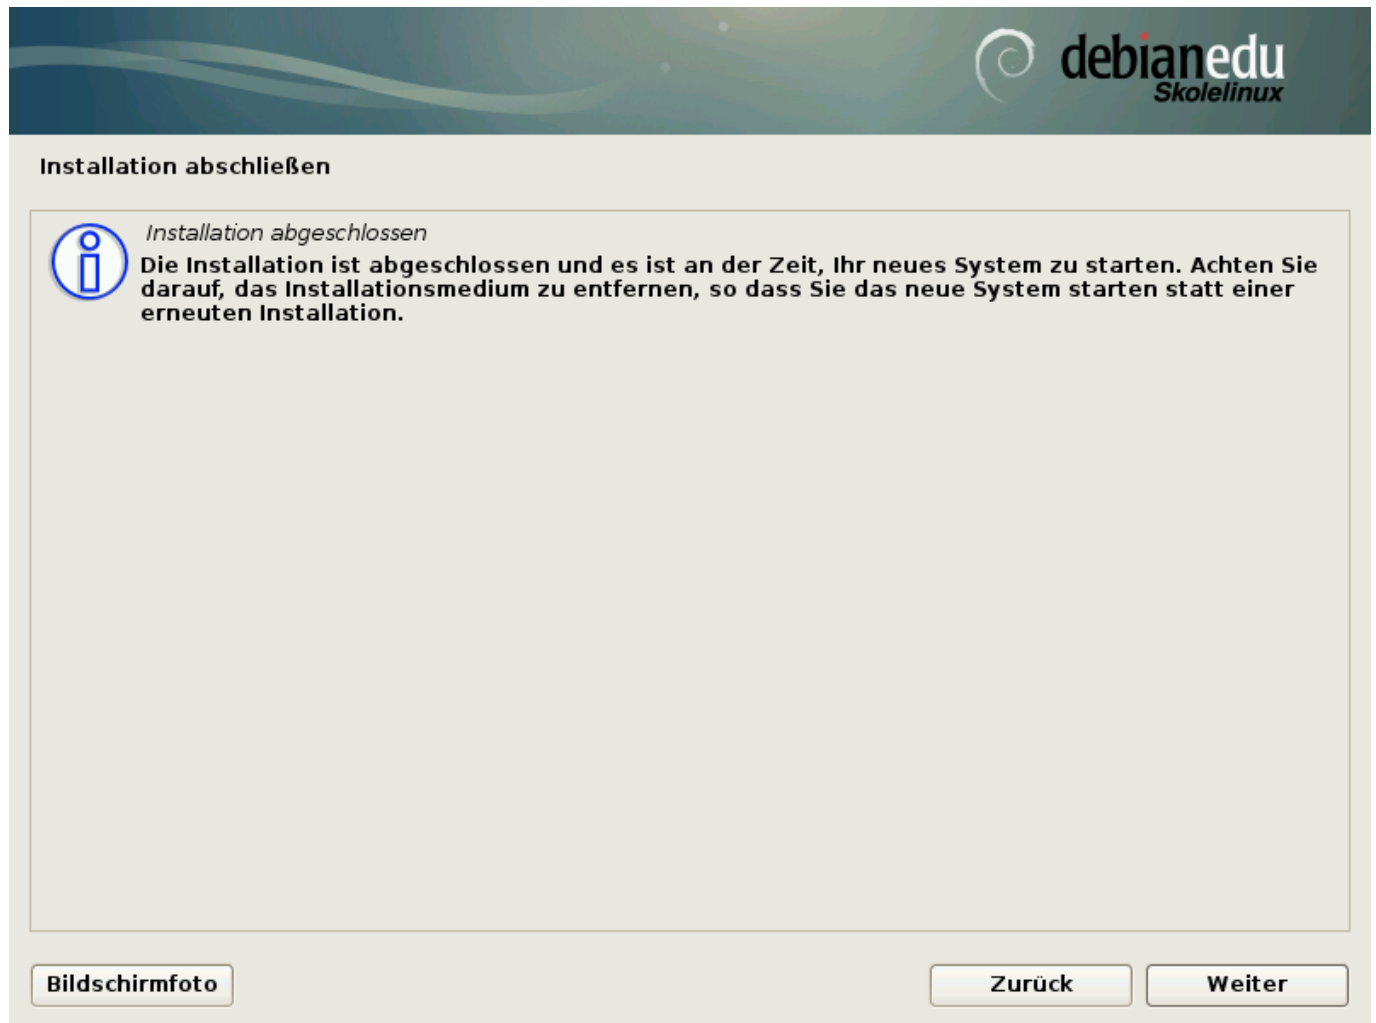 debianedu
Skolelinux
Installation abschließen
Installation abgeschlossen
Die Installation ist abgeschlossen und es ist an der Zeit, Ihr neues System zu starten. Achten Sie
darauf, das Installationsmedium zu entfernen, so dass Sie das neue System starten statt einer
erneuten Installation.
Bildschirmfoto
Zurück
Weiter